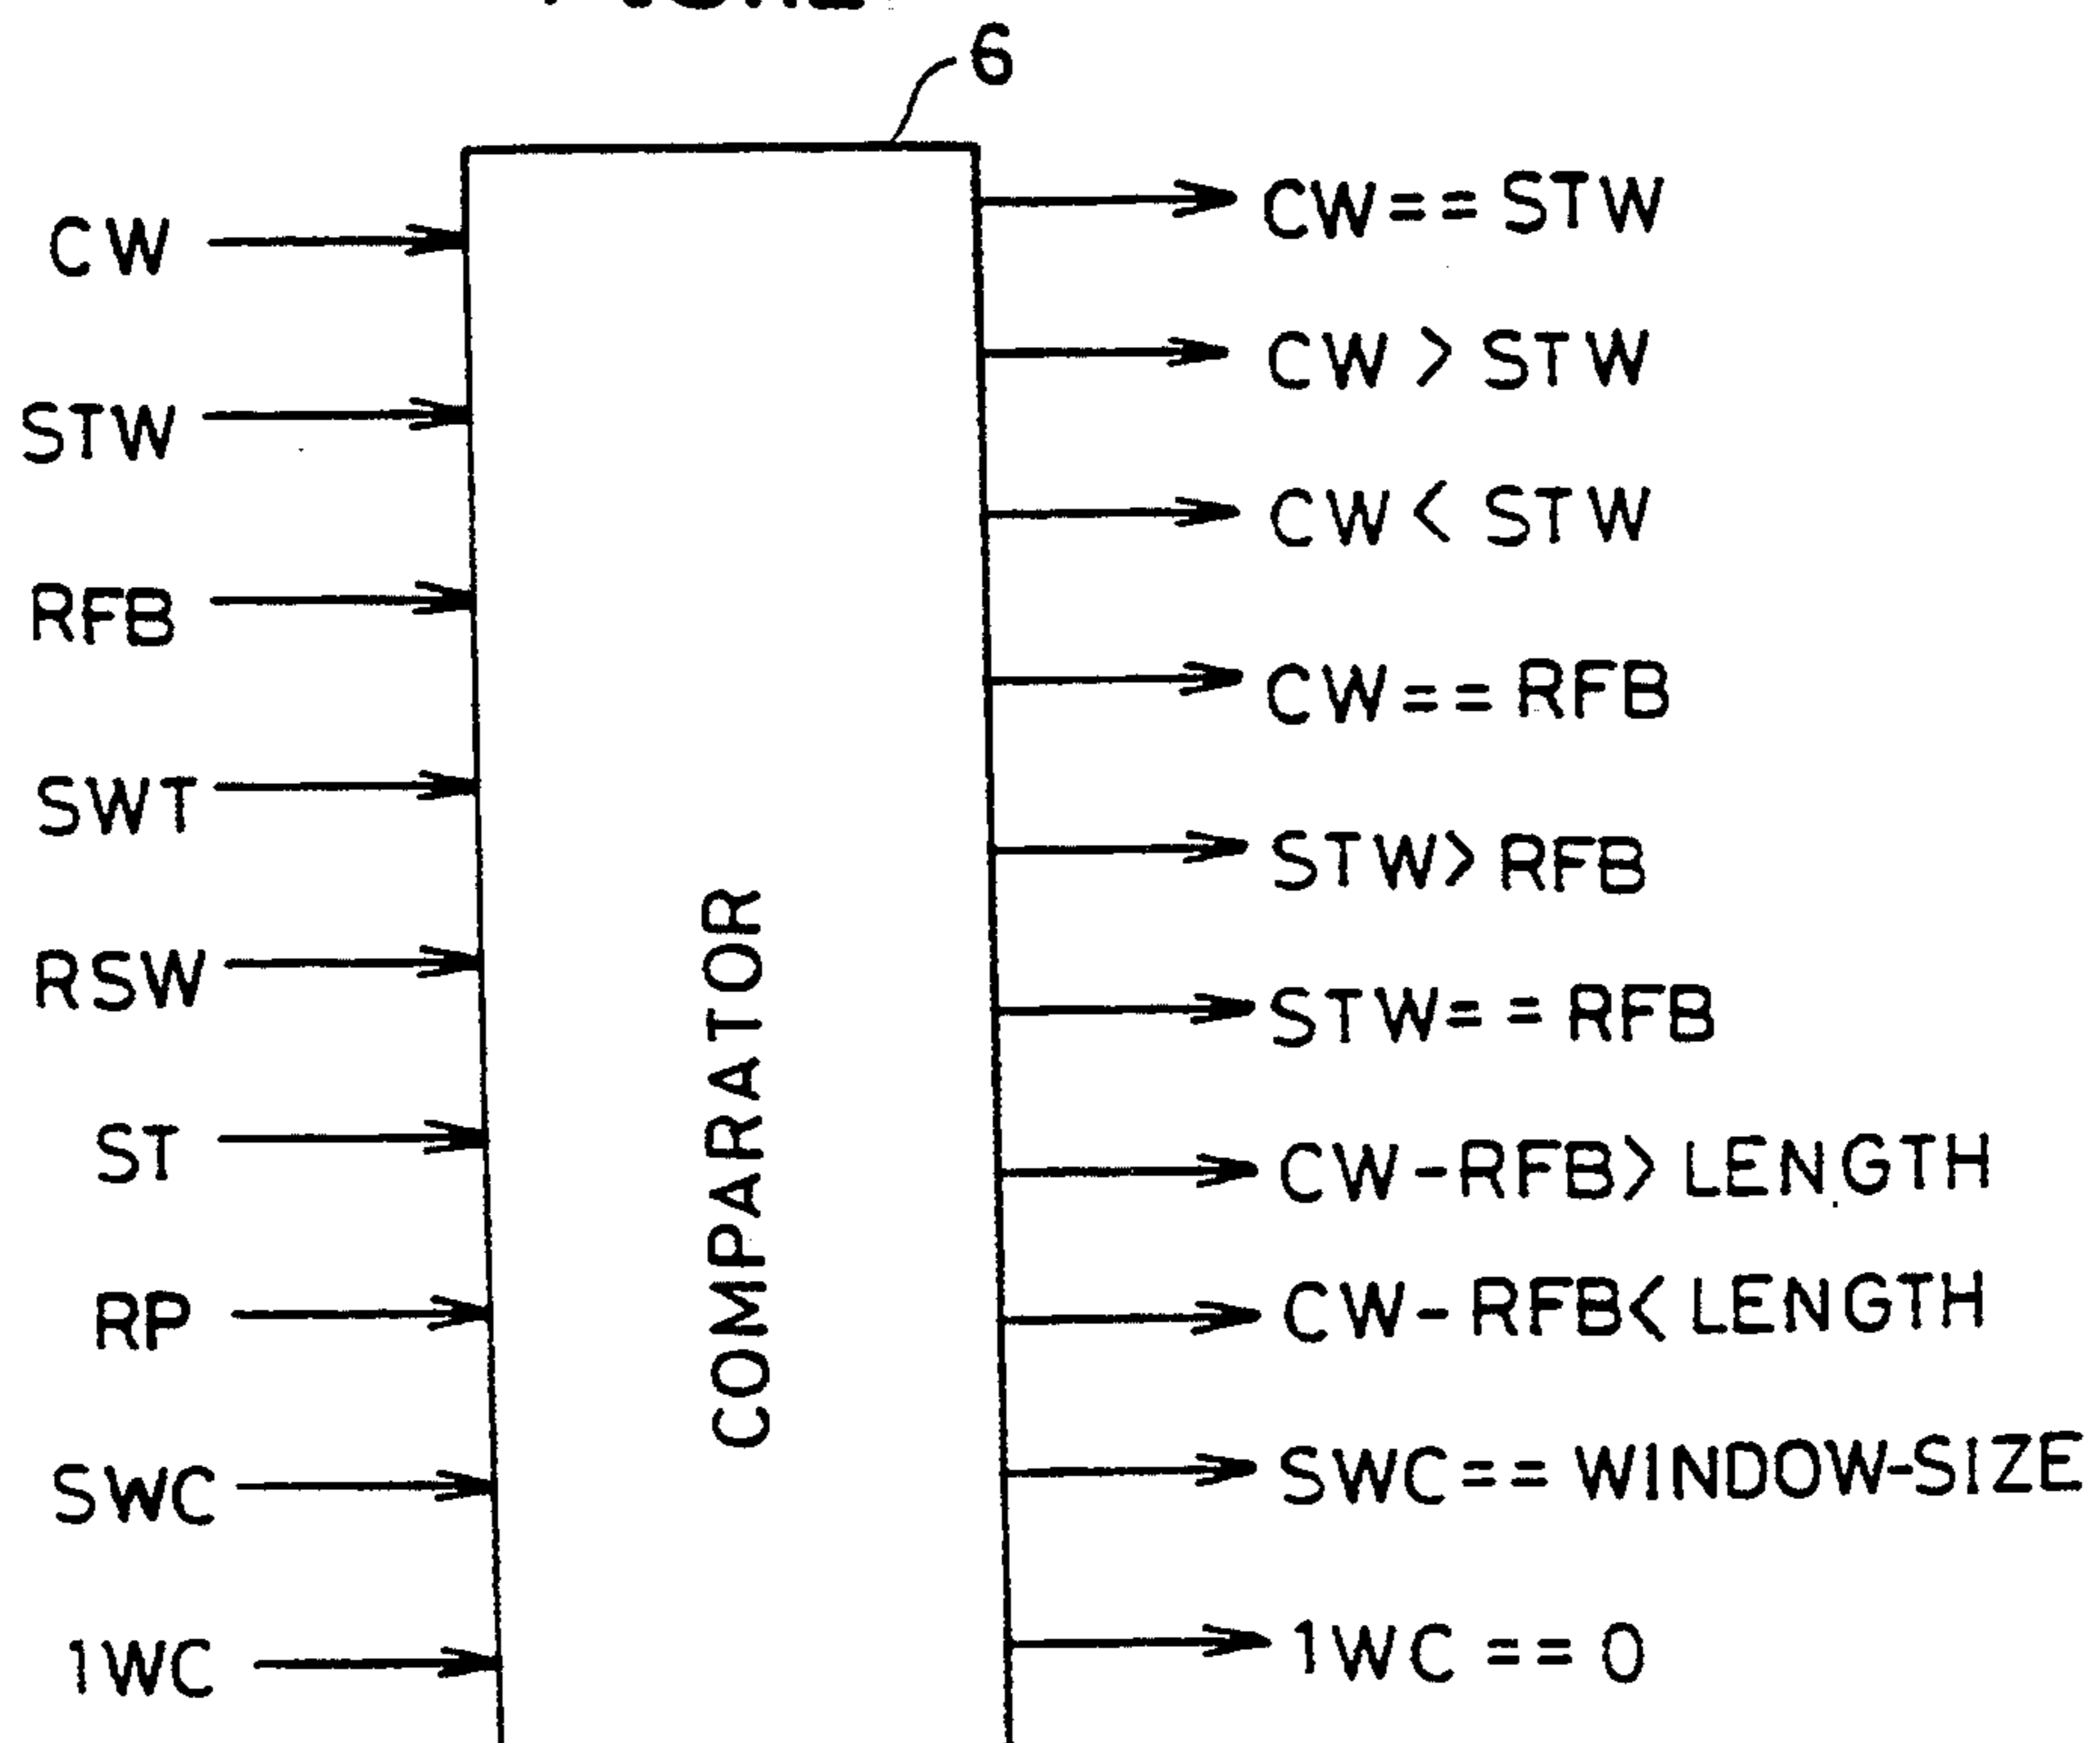 6
CW
STW
RFB
SWT
RSW
ST
RP
SWC
1WC
COMPARATOR
CW==STW
CW > STW
CW < STW
CW==RFB
STW>RFB
STW==RFB
CW-RFB>LENGTH
CW-RFB<LENGTH
SWC==WINDOW-SIZE
1WC==0